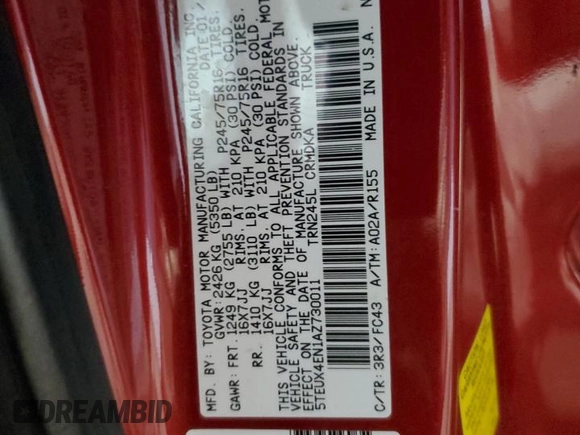 MFD. BY: TOYOTA MOTOR MANUFACTURING CALIFORNIA INC
DATE:01/
GVWR:2426 KG (5350 LB)
GAWR: FRT. 1249 KG (2755 LB) WITH P245/75R16 TIRES.
16X7JJ RIMS, AT 210 KPA (30 PSI) COLD.
RR. 1410 KG (3110 LB) WITH P245/75R16 TIRES.
16X7JJ RIMS, AT 210 KPA (30 PSI) COLD.
THIS VEHICLE CONFORMS TO ALL APPLICABLE FEDERAL MOT
VEHICLE SAFETY AND THEFT PREVENTION STANDARDS IN
EFFECT ON THE DATE OF MANUFACTURE SHOWN ABOVE.
5TEUX4EN1AZ730011 TRUCK
TRN245L CRMDKA
C/TR: 3R3/FC43 A/TM: A02A/R155
MADE IN U.S.A. N
DREAMBID